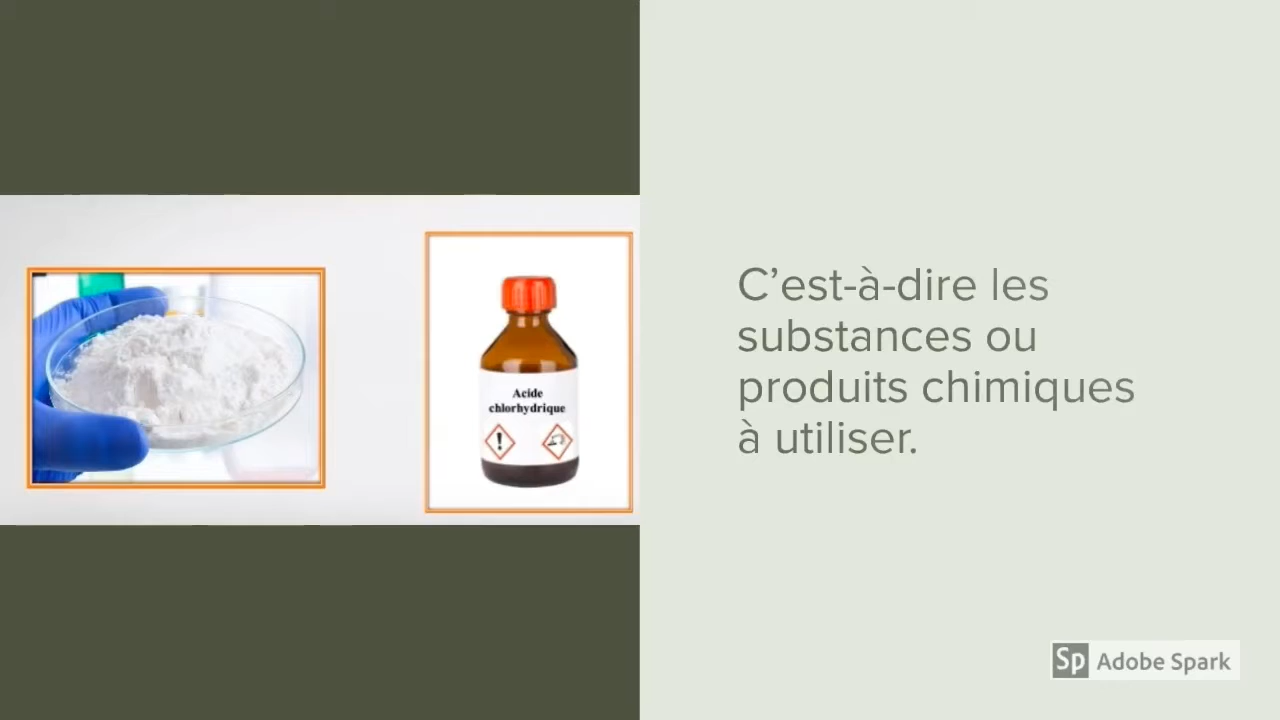 Acide
chlorhydrique
C’est-à-dire les
substances ou
produits chimiques
à utiliser.
Sp Adobe Spark